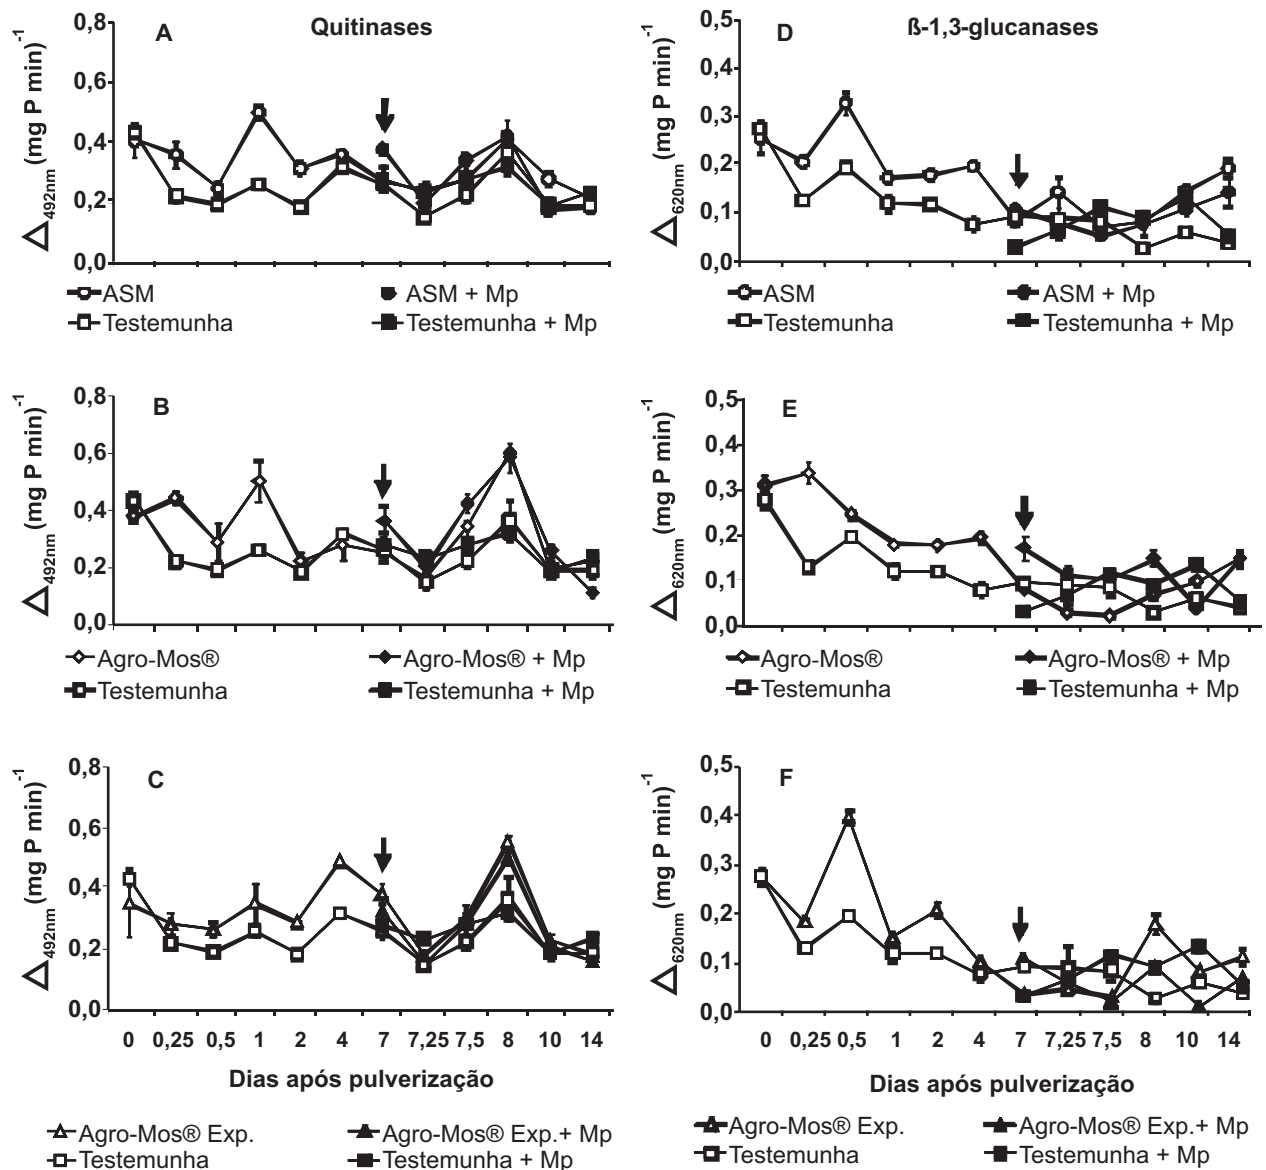 Quitinases
A
0,8
0,6
0,4
0,2
0,0
△492nm (mg P min)-1
ASM
ASM + Mp
Testemunha
Testemunha + Mp
ß-1,3-glucanases
D
0,5
0,4
0,3
0,2
0,1
0,0
△620nm (mg P min)-1
ASM
ASM + Mp
Testemunha
Testemunha + Mp
B
0,8
0,6
0,4
0,2
0,0
△492nm (mg P min)-1
Agro-Mos®
Agro-Mos® + Mp
Testemunha
Testemunha + Mp
E
0,5
0,4
0,3
0,2
0,1
0,0
△620nm (mg P min)-1
Agro-Mos®
Agro-Mos® + Mp
Testemunha
Testemunha + Mp
C
0,8
0,6
0,4
0,2
0,0
△492nm (mg P min)-1
0 0,25 0,5 1 2 4 7 7,25 7,5 8 10 14
Dias após pulverização
Agro-Mos® Exp.
Agro-Mos® Exp.+ Mp
Testemunha
Testemunha + Mp
F
0,5
0,4
0,3
0,2
0,1
0,0
△620nm (mg P min)-1
0 0,25 0,5 1 2 4 7 7,25 7,5 8 10 14
Dias após pulverização
Agro-Mos® Exp.
Agro-Mos® Exp.+ Mp
Testemunha
Testemunha + Mp